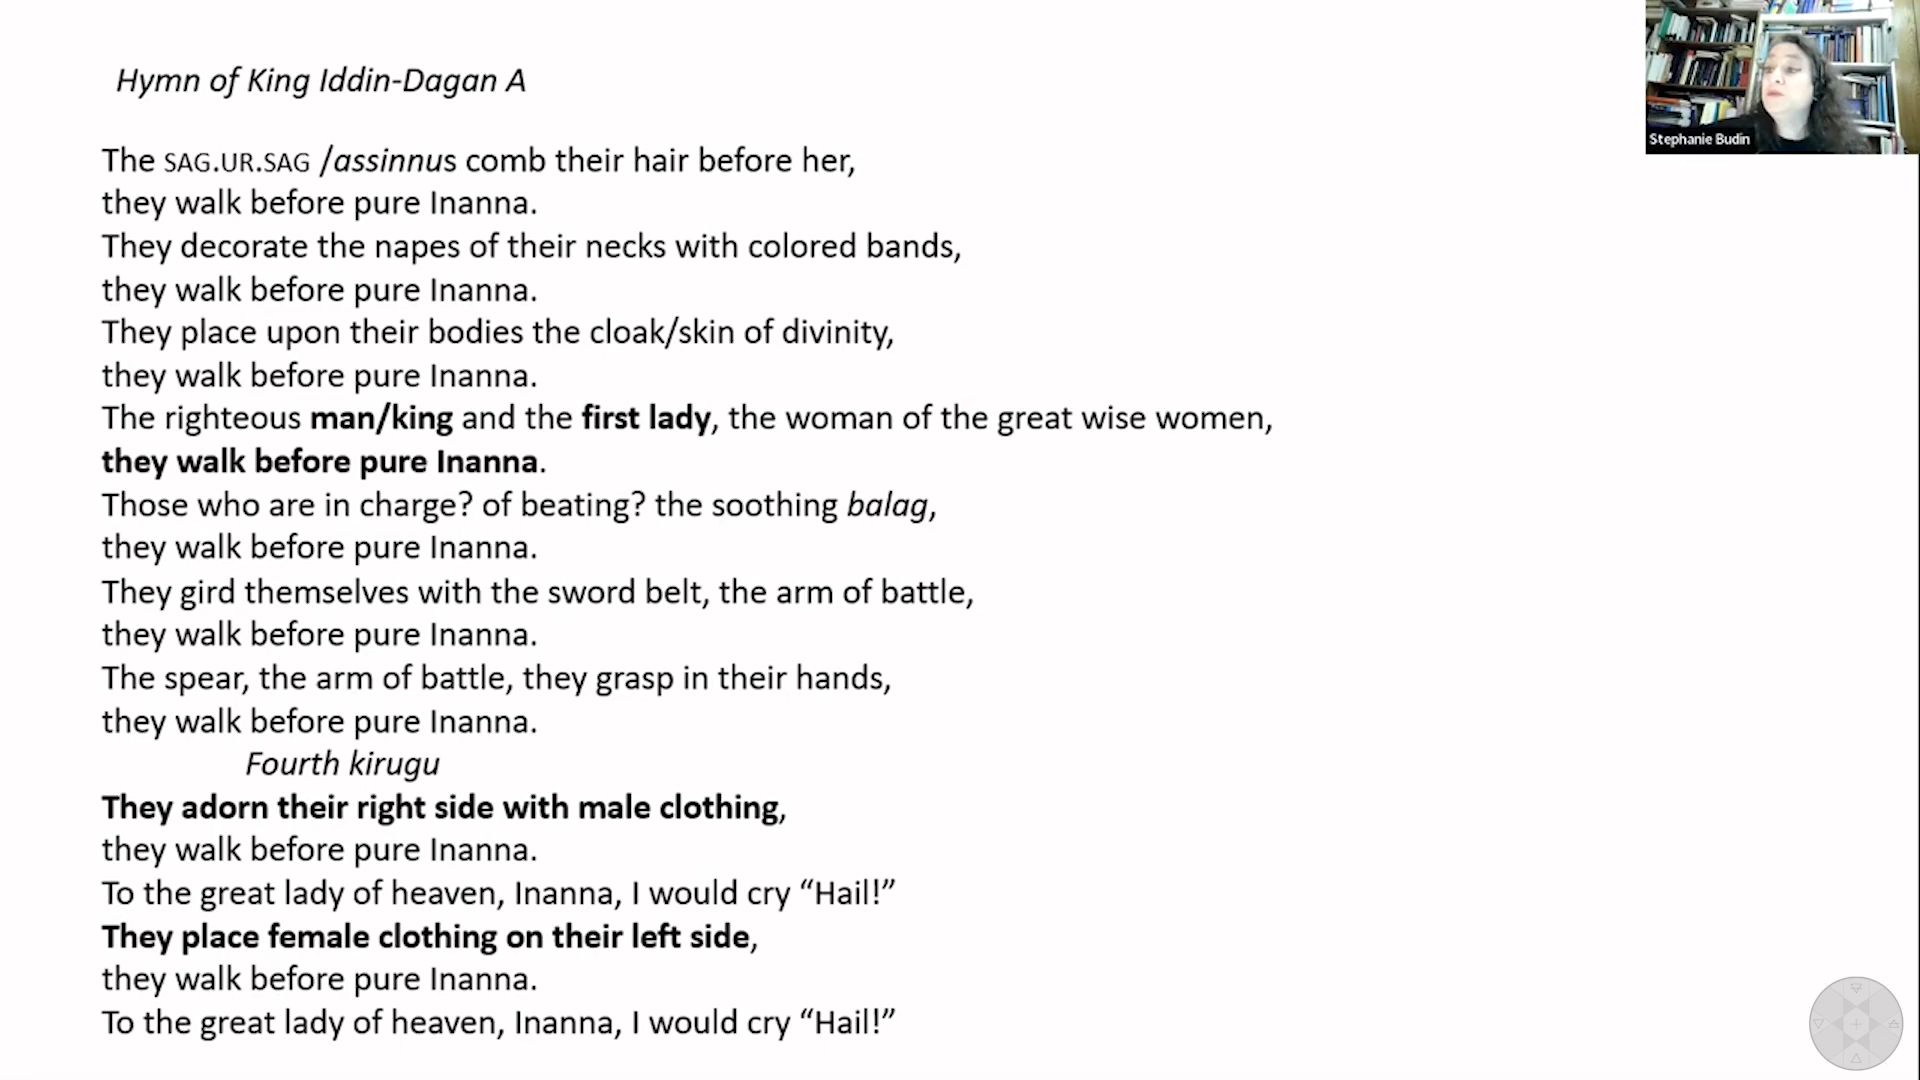 Hymn of King Iddin-Dagan A
Stephanie Budin
The SAG.UR.SAG /assinnus comb their hair before her,
they walk before pure Inanna.
They decorate the napes of their necks with colored bands,
they walk before pure Inanna.
They place upon their bodies the cloak/skin of divinity,
they walk before pure Inanna.
The righteous man/king and the first lady, the woman of the great wise women,
they walk before pure Inanna.
Those who are in charge? of beating? the soothing balag,
they walk before pure Inanna.
They gird themselves with the sword belt, the arm of battle,
they walk before pure Inanna.
The spear, the arm of battle, they grasp in their hands,
they walk before pure Inanna.
Fourth kirugu
They adorn their right side with male clothing,
they walk before pure Inanna.
To the great lady of heaven, Inanna, I would cry “Hail!”
They place female clothing on their left side,
they walk before pure Inanna.
To the great lady of heaven, Inanna, I would cry “Hail!”